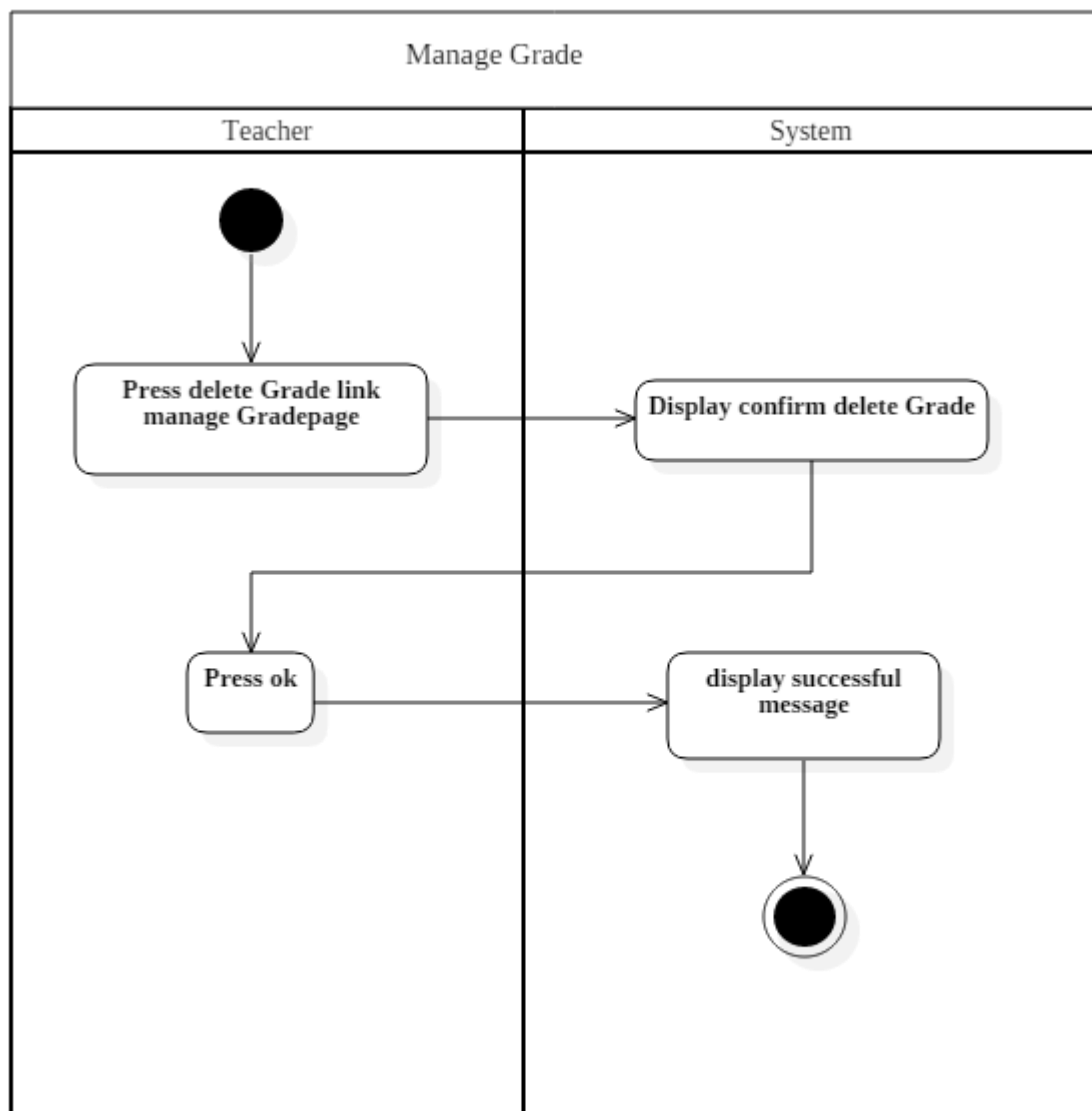 Manage Grade
Teacher
System
Press delete Grade link
manage Gradepage
Display confirm delete Grade
Press ok
display successful
message